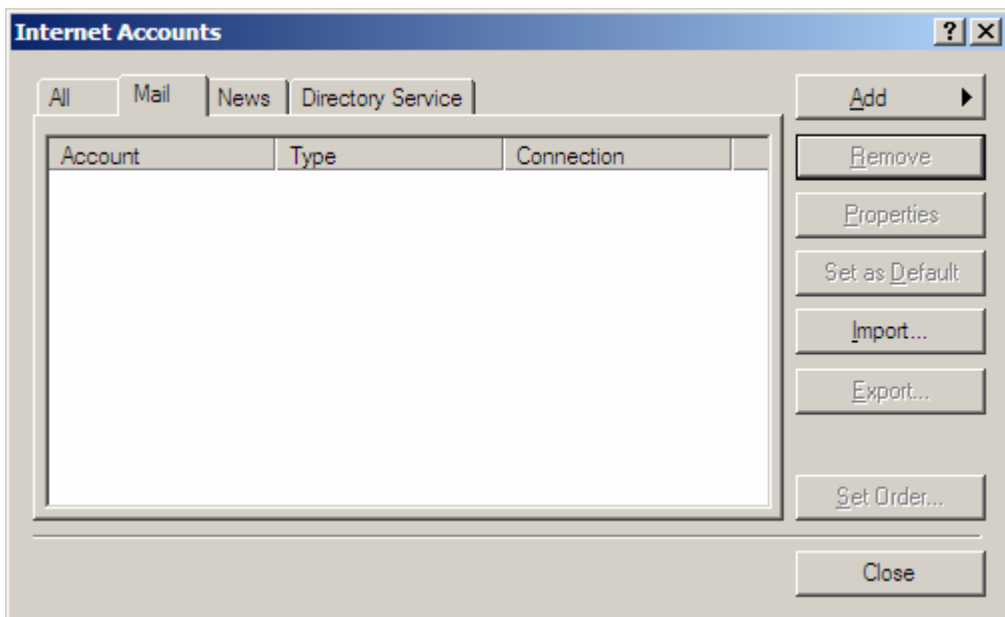 Internet Accounts
All Mail News Directory Service
Add
Account Type Connection
Remove
Properties
Set as Default
Import...
Export...
Set Order...
Close